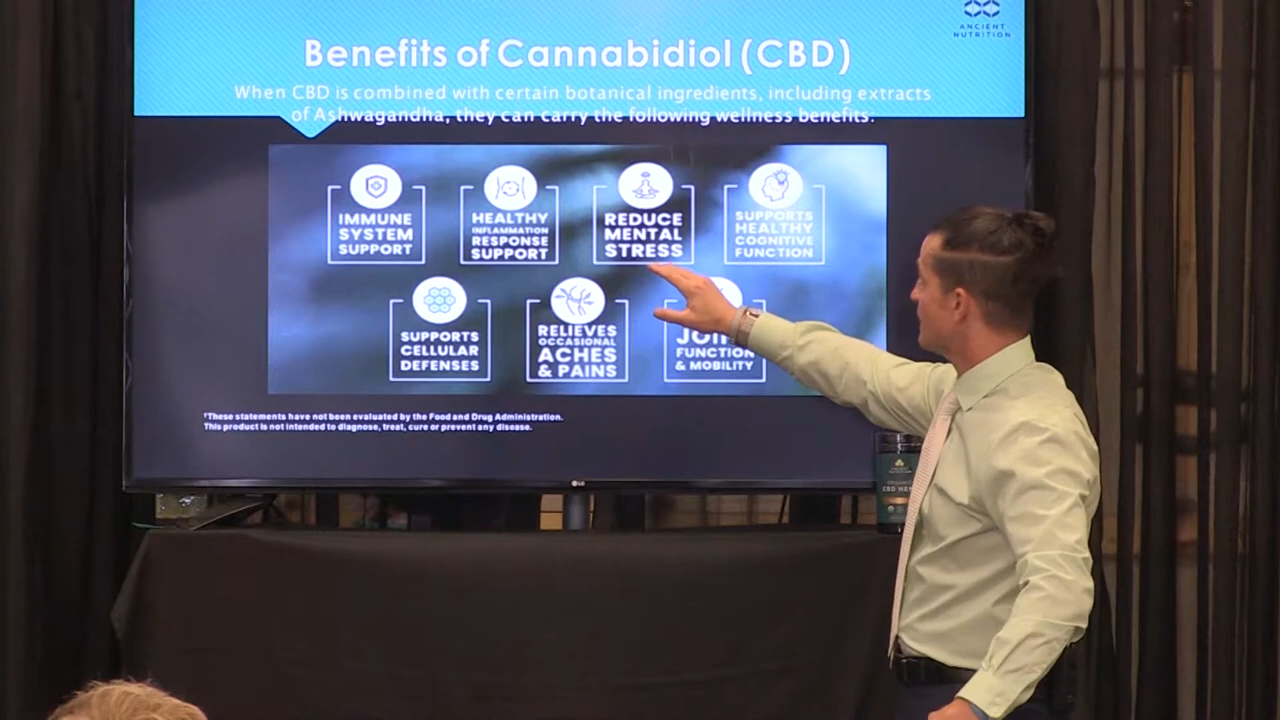 ANCIENT
NUTRITION
Benefits of Cannabidiol (CBD)
When CBD is combined with certain botanical ingredients, including extracts
of Ashwagandha, they can carry the following wellness benefits:
IMMUNE
SYSTEM
SUPPORT
HEALTHY
INFLAMMATION
RESPONSE
SUPPORT
REDUCE
MENTAL
STRESS
SUPPORTS
HEALTHY
COGNITIVE
FUNCTION
SUPPORTS
CELLULAR
DEFENSES
RELIEVES
OCCASIONAL
ACHES
& PAINS
FUNCTION
& MOBILITY
†These statements have not been evaluated by the Food and Drug Administration.
This product is not intended to diagnose, treat, cure or prevent any disease.
LG
CBD